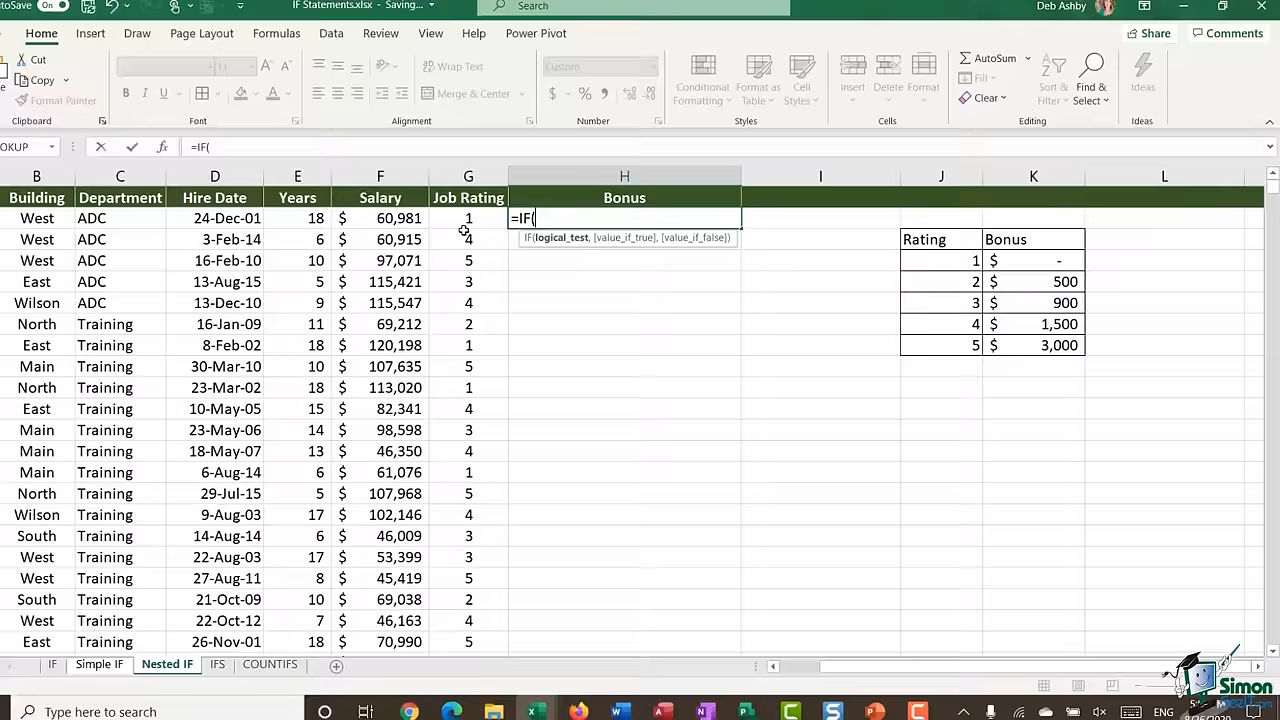 AutoSave On IF Statements.xlsx - Saving... Search Deb Ashby
Home Insert Draw Page Layout Formulas Data Review View Help Power Pivot Share Comments
Cut
Copy
Format Painter
Wrap Text
Merge & Center
Custom
$ % 9
Conditional Formatting
Format as Table
Cell Styles
Insert Delete Format
AutoSum
Fill
Clear
Sort & Filter
Find & Select
Ideas
Clipboard Font Alignment Number Styles Cells Editing Ideas
OKUP fx =IF(
B C D E F G H I J K L
Building Department Hire Date Years Salary Job Rating Bonus
West ADC 24-Dec-01 18 $ 60,981 1 =IF(
West ADC 3-Feb-14 6 $ 60,915 4 IF(logical_test, [value_if_true], [value_if_false]) Rating Bonus
West ADC 16-Feb-10 10 $ 97,071 5 1 $ -
East ADC 13-Aug-15 5 $ 115,421 3 2 $ 500
Wilson ADC 13-Dec-10 9 $ 115,547 4 3 $ 900
North Training 16-Jan-09 11 $ 69,212 2 4 $ 1,500
East Training 8-Feb-02 18 $ 120,198 1 5 $ 3,000
Main Training 30-Mar-10 10 $ 107,635 5
North Training 23-Mar-02 18 $ 113,020 1
East Training 10-May-05 15 $ 82,341 4
Main Training 23-May-06 14 $ 98,598 3
Main Training 18-May-07 13 $ 46,350 4
Main Training 6-Aug-14 6 $ 61,076 1
North Training 29-Jul-15 5 $ 107,968 5
Wilson Training 9-Aug-03 17 $ 102,146 4
South Training 14-Aug-14 6 $ 46,009 3
West Training 22-Aug-03 17 $ 53,399 3
West Training 27-Aug-11 8 $ 45,419 5
South Training 21-Oct-09 10 $ 69,038 2
West Training 22-Oct-12 7 $ 46,163 4
East Training 26-Nov-01 18 $ 70,990 5
IF Simple IF Nested IF IFS COUNTIFS
Simon
Type here to search ENG 8/26/2020